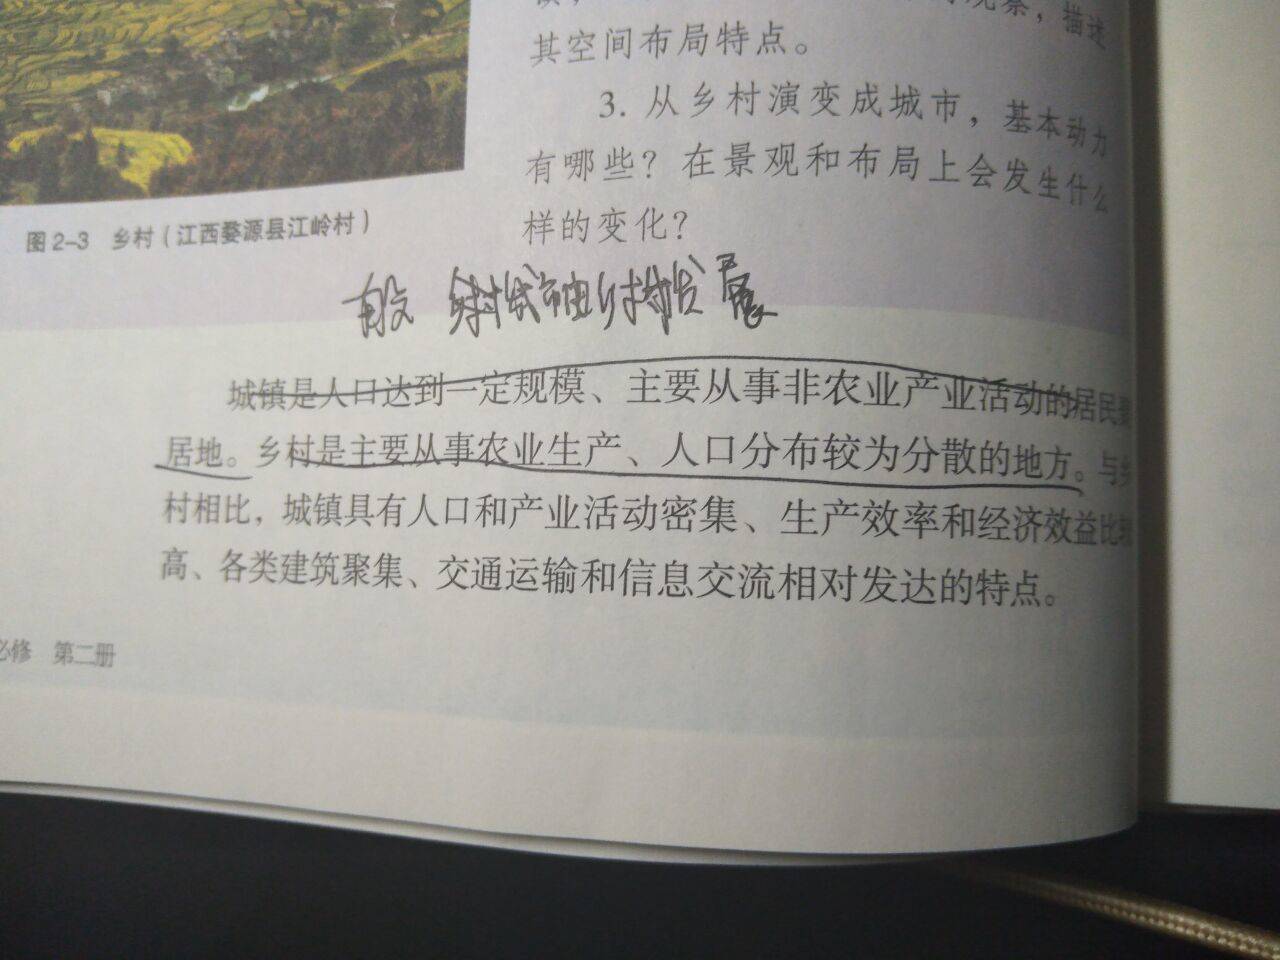 描述
其空间布局特点。
3. 从乡村演变成城市，基本动力
有哪些？在景观和布局上会发生什么
样的变化？
图 2-3 乡村（江西婺源县江岭村）
城镇是人口达到一定规模、主要从事非农业产业活动的居民聚
居地。乡村是主要从事农业生产、人口分布较为分散的地方。与乡
村相比，城镇具有人口和产业活动密集、生产效率和经济效益比较
高、各类建筑聚集、交通运输和信息交流相对发达的特点。
必修 第二册